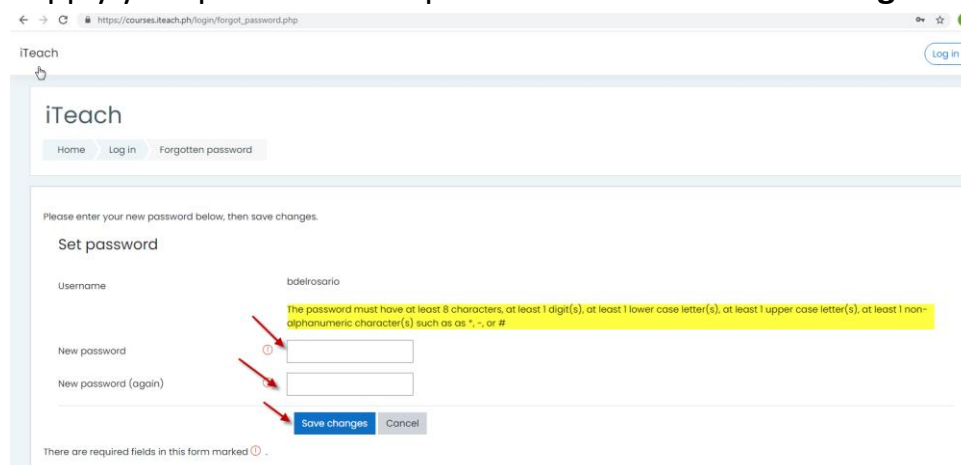 https://courses.iteach.ph/login/forgot_password.php
iTeach
Log in
iTeach
Home Log in Forgotten password
Please enter your new password below, then save changes.
Set password
Username bdelrosario
The password must have at least 8 characters, at least 1 digit(s), at least 1 lower case letter(s), at least 1 upper case letter(s), at least 1 non-
alphanumeric character(s) such as as *, -, or #
New password
New password (again)
Save changes Cancel
There are required fields in this form marked .